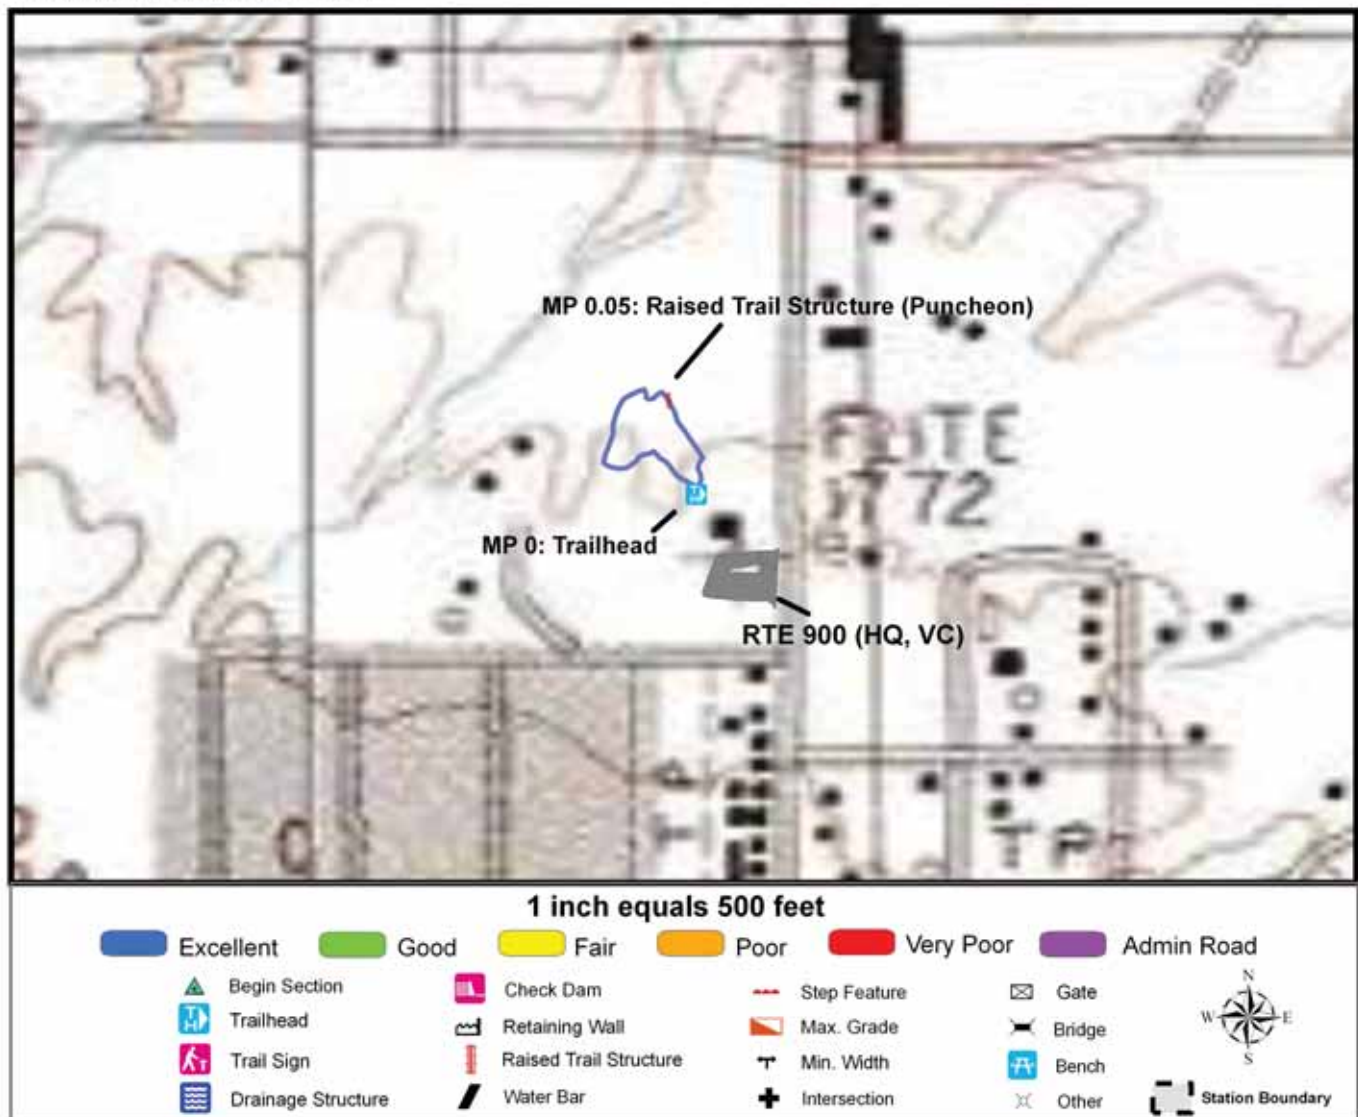 MP 0.05: Raised Trail Structure (Puncheon)
MP 0: Trailhead
RTE 900 (HQ, VC)
1 inch equals 500 feet
Excellent
Good
Fair
Poor
Very Poor
Admin Road
Begin Section
Check Dam
Step Feature
Gate
Trailhead
Retaining Wall
Max. Grade
Bridge
Trail Sign
Raised Trail Structure
Min. Width
Bench
Drainage Structure
Water Bar
Intersection
Other
Station Boundary
N
W
E
S